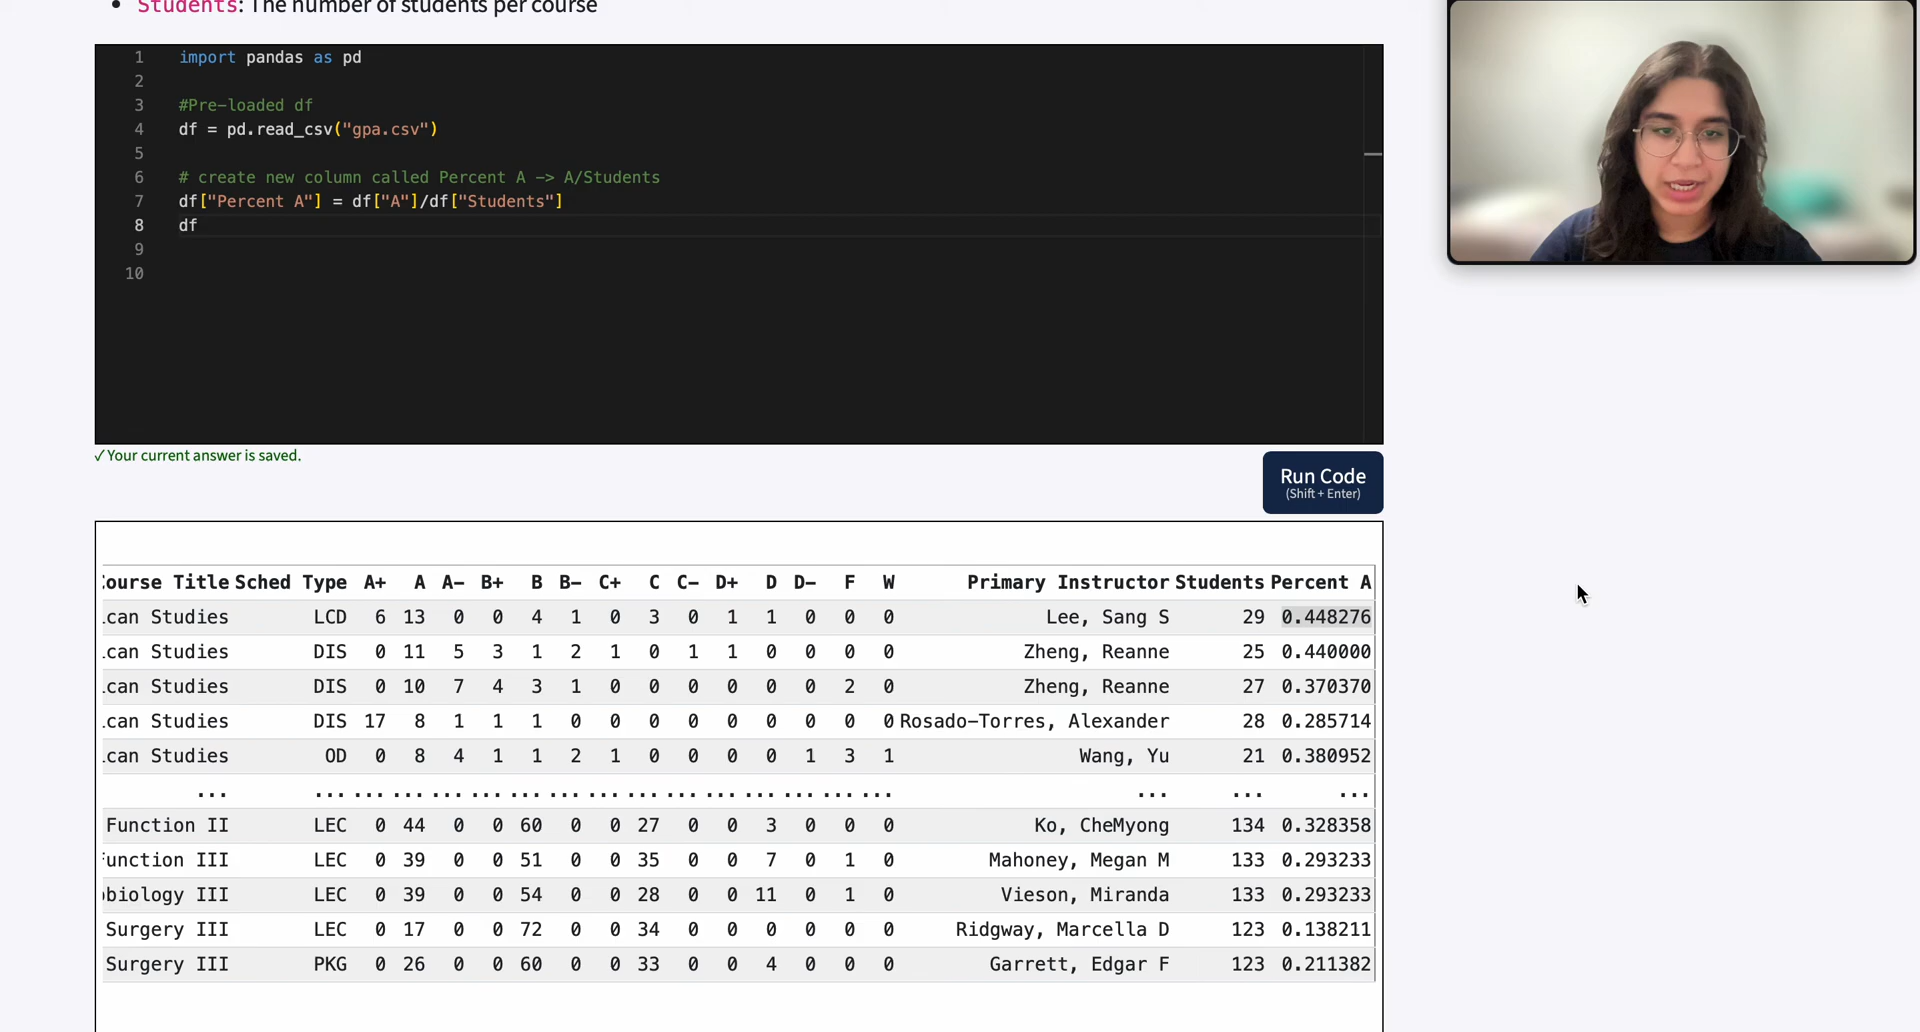 • Students: The number of students per course
1 import pandas as pd
2
3 #Pre-loaded df
4 df = pd.read_csv("gpa.csv")
5
6 # create new column called Percent A -> A/Students
7 df["Percent A"] = df["A"]/df["Students"]
8 df
9
10
✓Your current answer is saved.
Run Code
(Shift + Enter)
Course Title Sched Type A+ A A- B+ B B- C+ C C- D+ D D- F W Primary Instructor Students Percent A
can Studies LCD 6 13 0 0 4 1 0 3 0 1 1 0 0 0 Lee, Sang S 29 0.448276
can Studies DIS 0 11 5 3 1 2 1 0 1 1 0 0 0 0 Zheng, Reanne 25 0.440000
can Studies DIS 0 10 7 4 3 1 0 0 0 0 0 0 2 0 Zheng, Reanne 27 0.370370
can Studies DIS 17 8 1 1 1 0 0 0 0 0 0 0 0 0 Rosado-Torres, Alexander 28 0.285714
can Studies OD 0 8 4 1 1 2 1 0 0 0 0 1 3 1 Wang, Yu 21 0.380952
... ... ... ... ... ... ... ... ... ... ... ... ... ... ... ... ... ... ...
Function II LEC 0 44 0 0 60 0 0 27 0 0 3 0 0 0 Ko, CheMyong 134 0.328358
Function III LEC 0 39 0 0 51 0 0 35 0 0 7 0 1 0 Mahoney, Megan M 133 0.293233
obiology III LEC 0 39 0 0 54 0 0 28 0 0 11 0 1 0 Vieson, Miranda 133 0.293233
Surgery III LEC 0 17 0 0 72 0 0 34 0 0 0 0 0 0 Ridgway, Marcella D 123 0.138211
Surgery III PKG 0 26 0 0 60 0 0 33 0 0 4 0 0 0 Garrett, Edgar F 123 0.211382